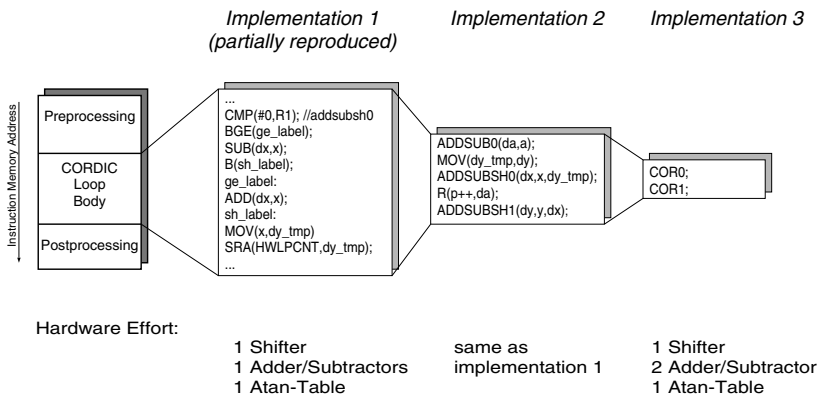 Implementation 1
(partially reproduced)
Implementation 2
Implementation 3
Instruction Memory Address
Preprocessing
CORDIC
Loop
Body
Postprocessing
...
CMP(#0,R1); //addsubsh0
BGE(ge_label);
SUB(dx,x);
B(sh_label);
ge_label:
ADD(dx,x);
sh_label:
MOV(x,dy_tmp)
SRA(HWLPCNT,dy_tmp);
...
ADDSUB0(da,a);
MOV(dy_tmp,dy);
ADDSUBSH0(dx,x,dy_tmp);
R(p++,da);
ADDSUBSH1(dy,y,dx);
COR0;
COR1;
Hardware Effort:
1 Shifter
1 Adder/Subtractors
1 Atan-Table
same as
implementation 1
1 Shifter
2 Adder/Subtractor
1 Atan-Table